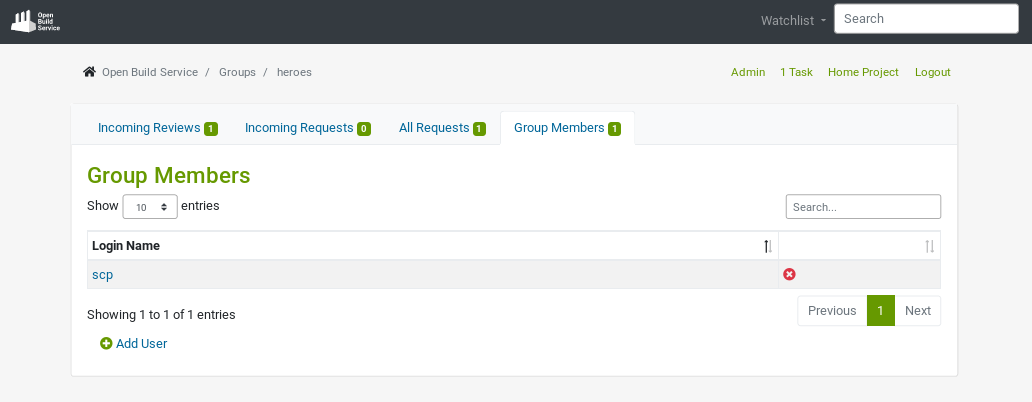 Open
Build
Service
Watchlist
Search
Open Build Service / Groups / heroes
Admin 1 Task Home Project Logout
Incoming Reviews 1 Incoming Requests 0 All Requests 1 Group Members 1
Group Members
Show 10 entries
Search...
Login Name
scp
Showing 1 to 1 of 1 entries
Previous 1 Next
Add User